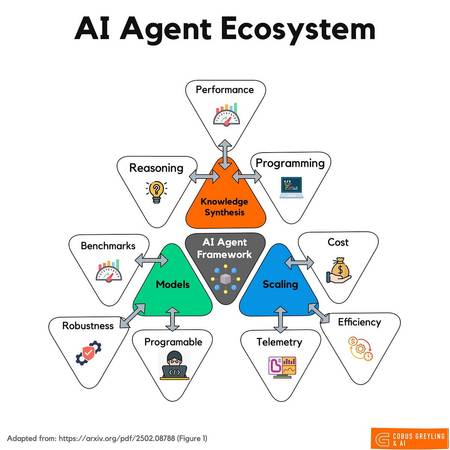 AI Agent Ecosystem
Performance
Reasoning
Programming
Knowledge
Synthesis
Benchmarks
AI Agent
Framework
Cost
Models
Scaling
Robustness
Programable
Telemetry
Efficiency
Adapted from: https://arxiv.org/pdf/2502.08788 (Figure 1)
COBUS GREYLING
& AI